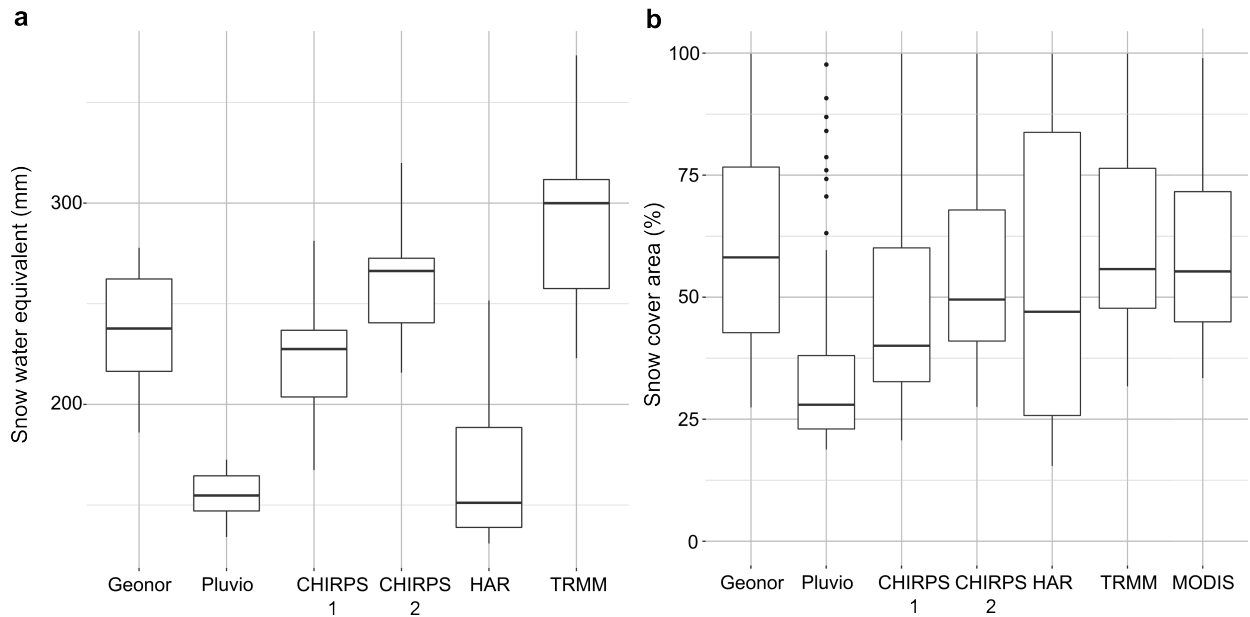 a
Snow water equivalent (mm)
300
200
Geonor Pluvio CHIRPS CHIRPS HAR TRMM
1 2
b
Snow cover area (%)
100
75
50
25
0
Geonor Pluvio CHIRPS CHIRPS HAR TRMM MODIS
1 2